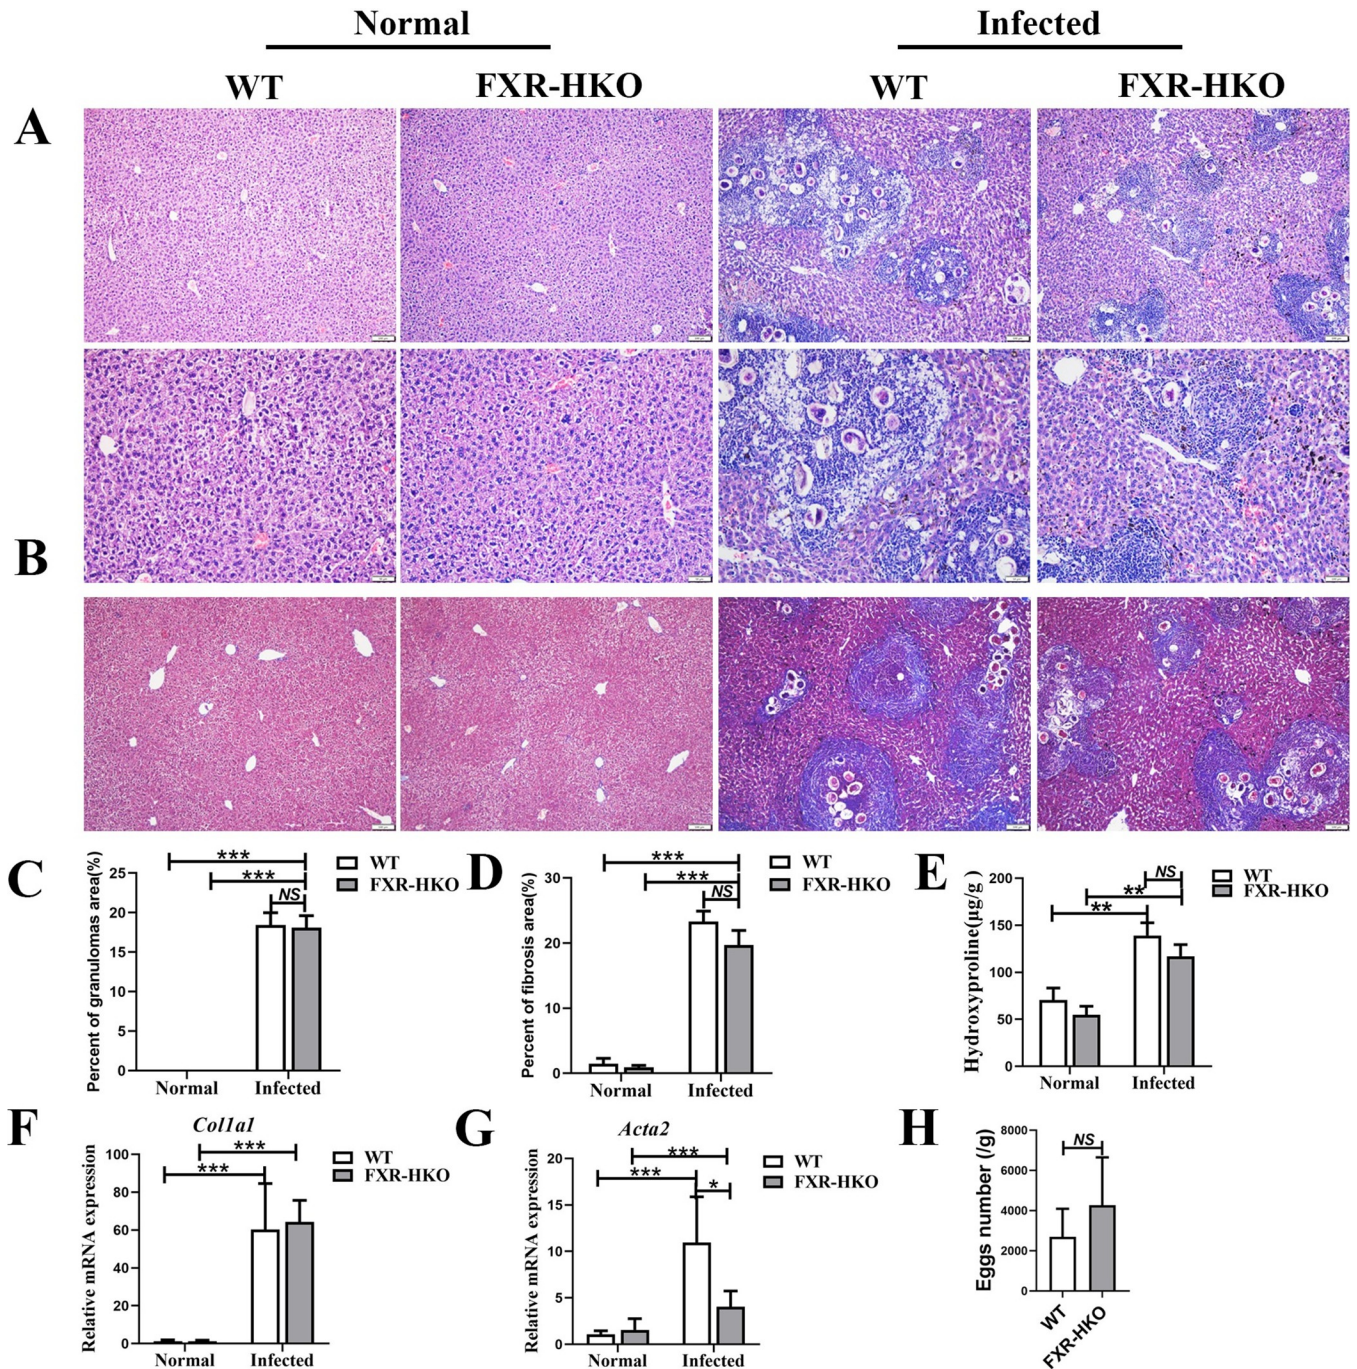 Normal
Infected
WT
FXR-HKO
WT
FXR-HKO
A
B
C
Percent of granulomas area(%)
25
20
15
10
5
0
***
***
NS
Normal
Infected
WT
FXR-HKO
D
Percent of fibrosis area(%)
30
20
10
0
***
***
NS
Normal
Infected
WT
FXR-HKO
E
Hydroxyproline(μg/g )
200
150
100
50
0
NS
**
**
Normal
Infected
WT
FXR-HKO
F
Col1a1
Relative mRNA expression
100
80
60
40
20
0
***
***
Normal
Infected
WT
FXR-HKO
G
Acta2
Relative mRNA expression
20
15
10
5
0
***
***
*
Normal
Infected
WT
FXR-HKO
H
Eggs number (/g)
8000
6000
4000
2000
0
NS
WT
FXR-HKO